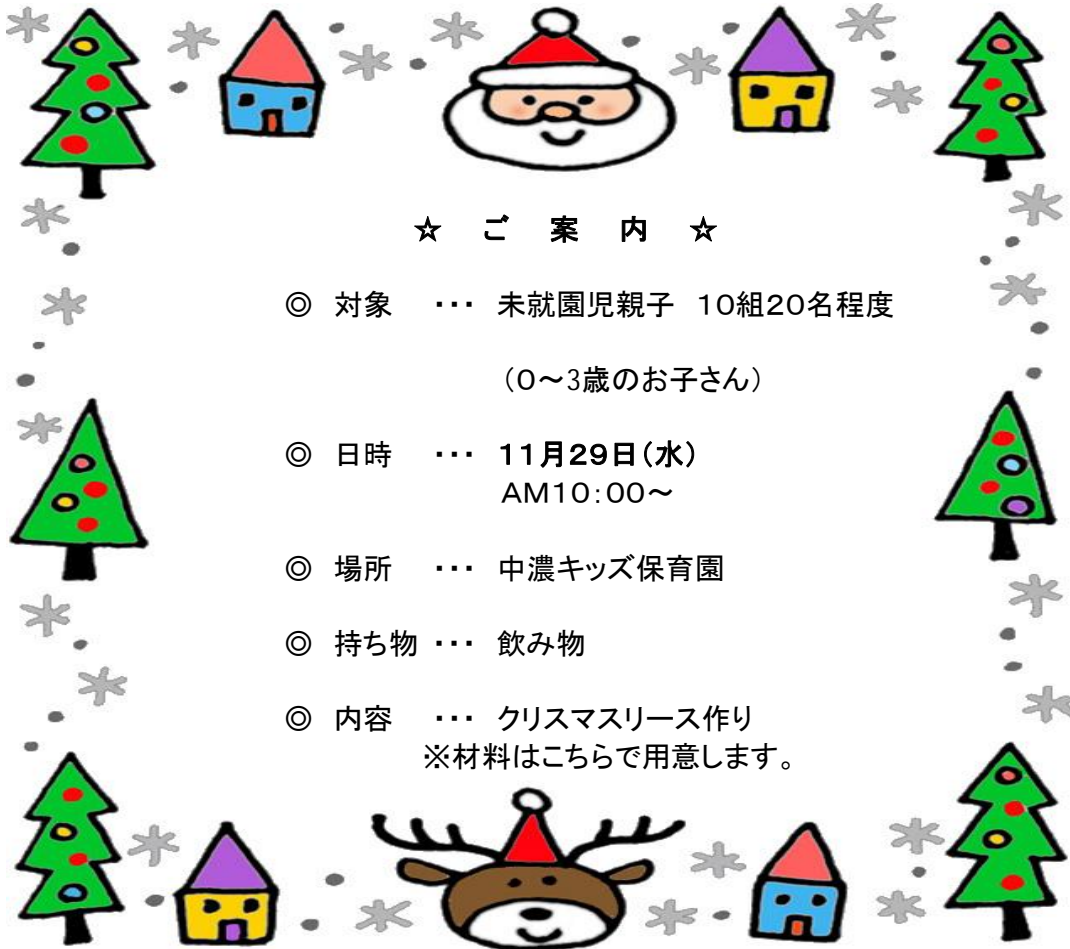 ☆ ご 案 内 ☆
◎ 対象 ・・・ 未就園児親子 10組20名程度
（0～3歳のお子さん）
◎ 日時 ・・・ 11月29日（水）
AM10：00～
◎ 場所 ・・・ 中濃キッズ保育園
◎ 持ち物 ・・・ 飲み物
◎ 内容 ・・・ クリスマスリース作り
※材料はこちらで用意します。